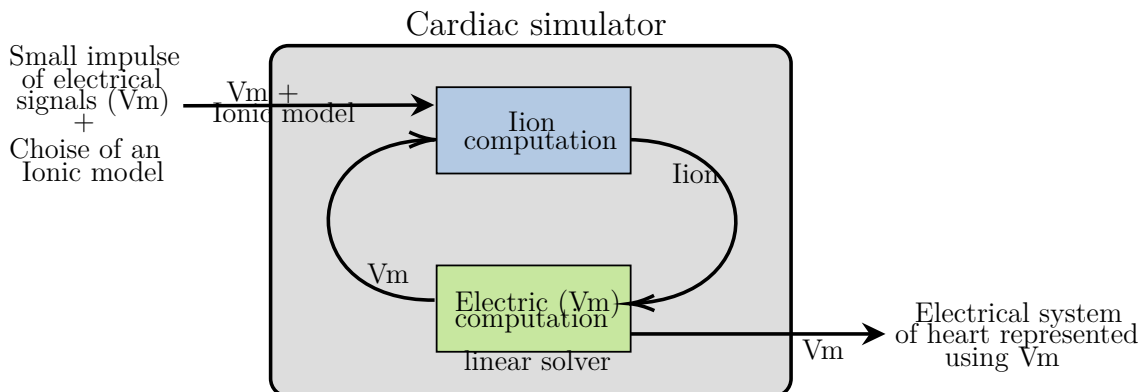 Cardiac simulator
Small impulse
of electrical
signals (Vm)
+
Choise of an
Ionic model
Vm +
Ionic model
Iion
computation
Iion
Vm
Electric (Vm)
computation
linear solver
Vm
Electrical system
of heart represented
using Vm